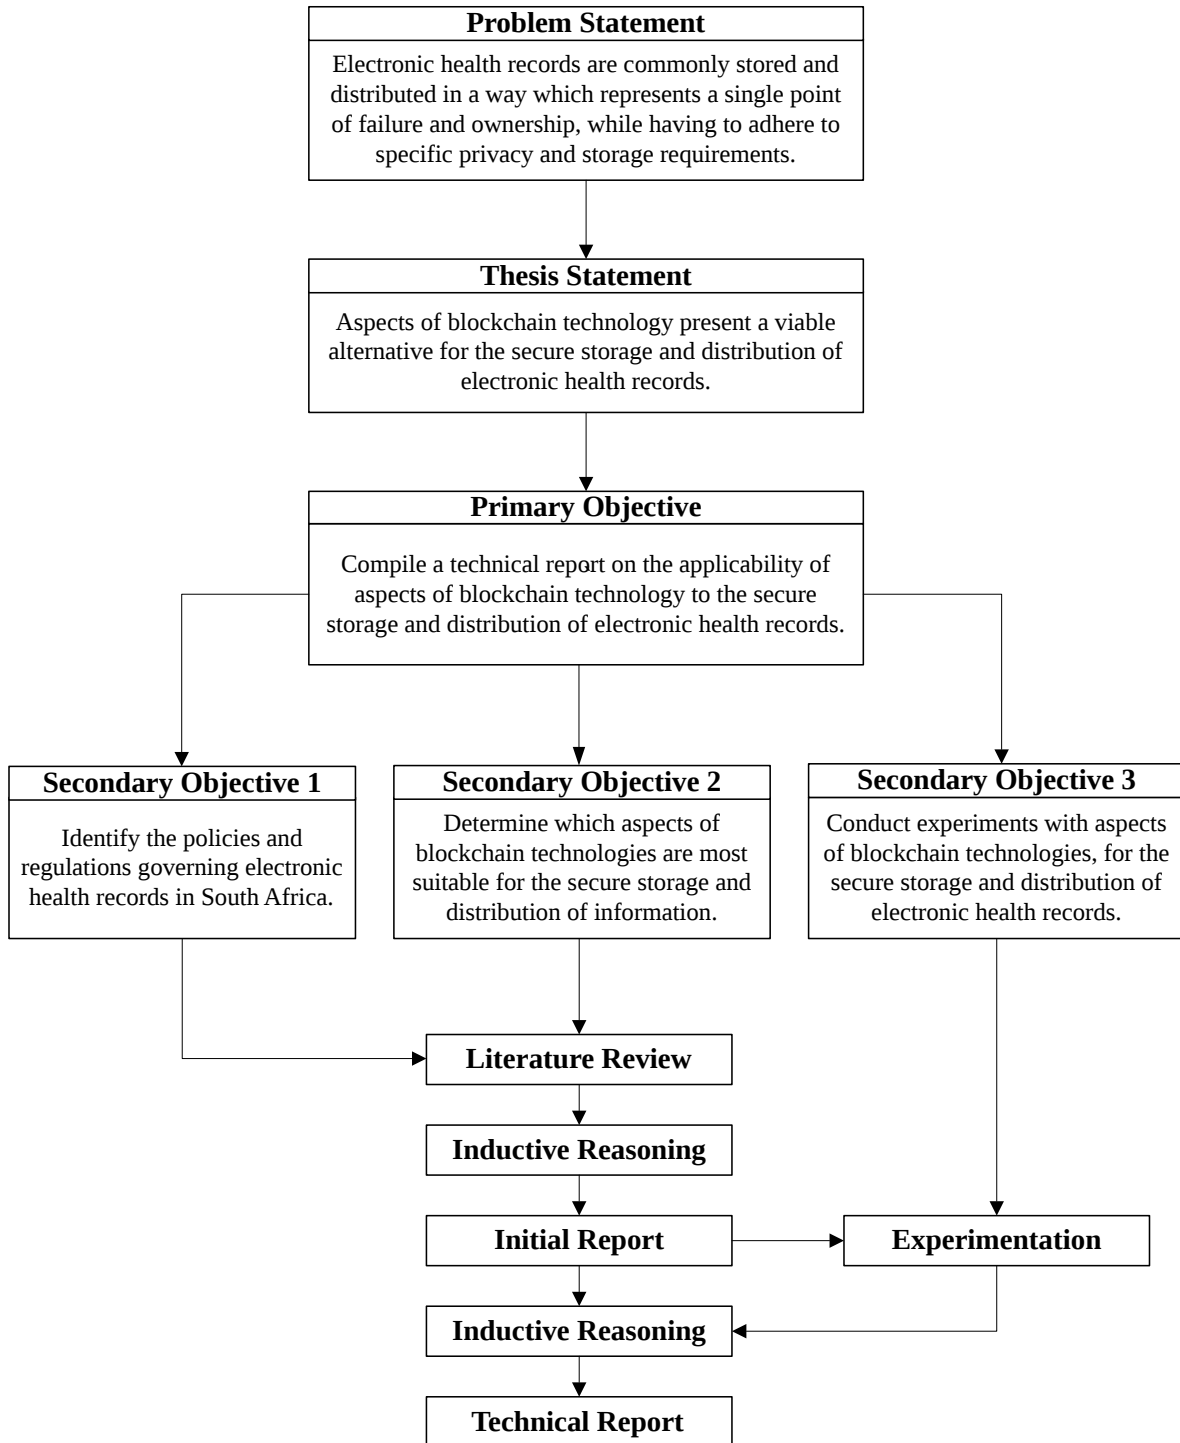 Problem Statement
Electronic health records are commonly stored and
distributed in a way which represents a single point
of failure and ownership, while having to adhere to
specific privacy and storage requirements.
Thesis Statement
Aspects of blockchain technology present a viable
alternative for the secure storage and distribution of
electronic health records.
Primary Objective
Compile a technical report on the applicability of
aspects of blockchain technology to the secure
storage and distribution of electronic health records.
Secondary Objective 1
Identify the policies and
regulations governing electronic
health records in South Africa.
Secondary Objective 2
Determine which aspects of
blockchain technologies are most
suitable for the secure storage and
distribution of information.
Secondary Objective 3
Conduct experiments with aspects
of blockchain technologies, for the
secure storage and distribution of
electronic health records.
Literature Review
Inductive Reasoning
Initial Report
Experimentation
Inductive Reasoning
Technical Report